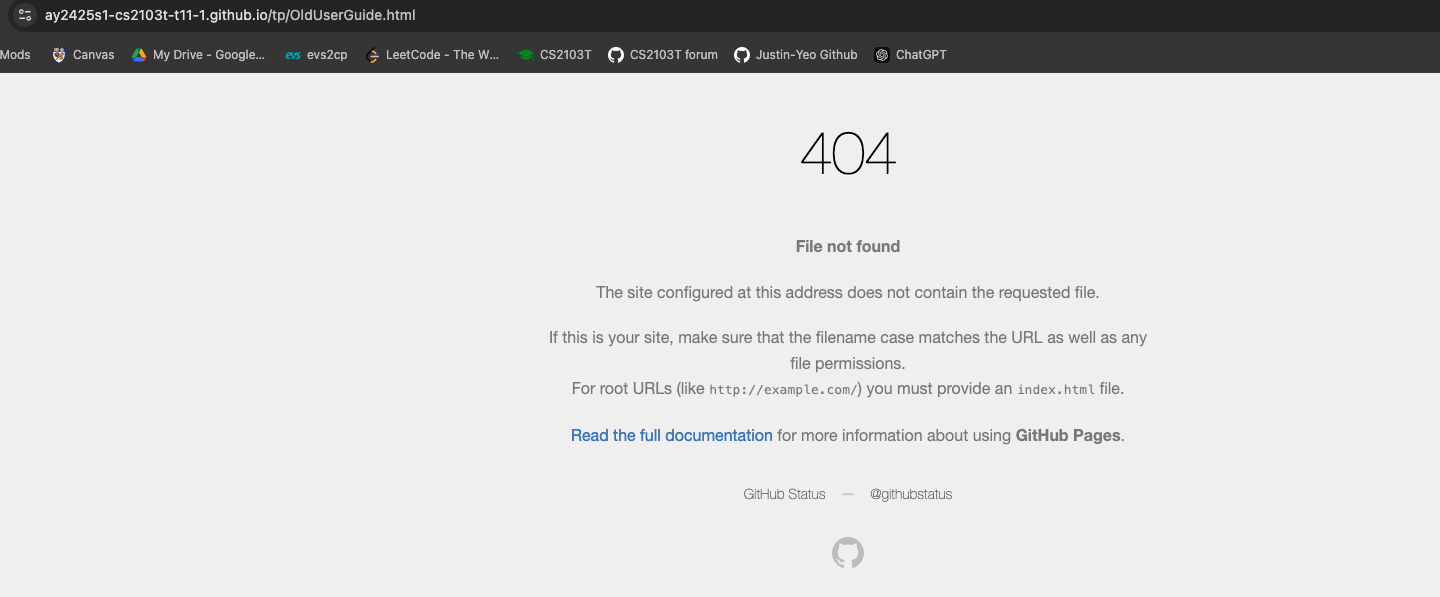 ay2425s1-cs2103t-t11-1.github.io/tp/OldUserGuide.html
Mods Canvas My Drive - Google... evs evs2cp LeetCode - The W... CS2103T CS2103T forum Justin-Yeo Github ChatGPT
404
File not found
The site configured at this address does not contain the requested file.
If this is your site, make sure that the filename case matches the URL as well as any
file permissions.
For root URLs (like http://example.com/) you must provide an index.html file.
Read the full documentation for more information about using GitHub Pages.
GitHub Status — @githubstatus